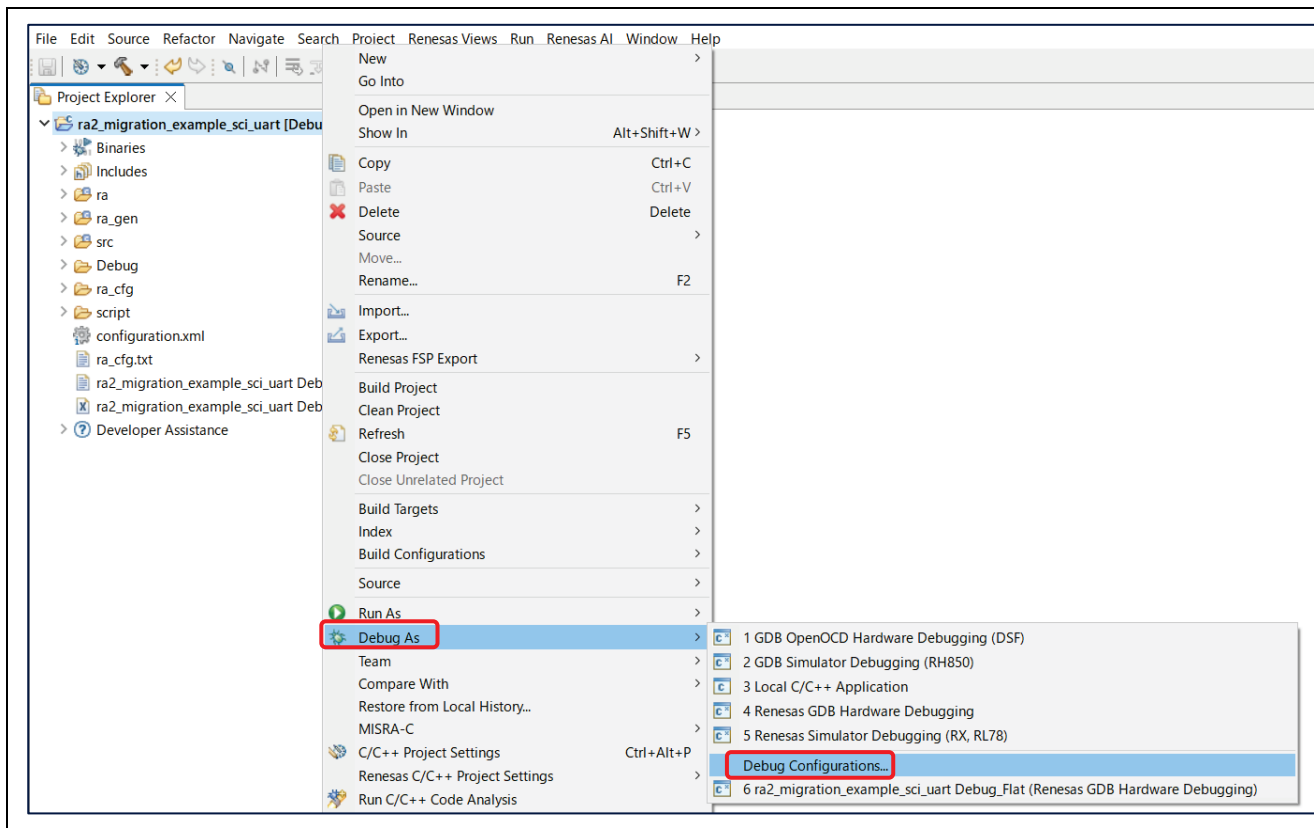 File Edit Source Refactor Navigate Search Project Renesas Views Run Renesas AI Window Help
Project Explorer
ra2_migration_example_sci_uart [Debu
Binaries
Includes
ra
ra_gen
src
Debug
ra_cfg
script
configuration.xml
ra_cfg.txt
ra2_migration_example_sci_uart Deb
ra2_migration_example_sci_uart Deb
Developer Assistance
New
Go Into
Open in New Window
Show In Alt+Shift+W
Copy Ctrl+C
Paste Ctrl+V
Delete Delete
Source
Move...
Rename... F2
Import...
Export...
Renesas FSP Export
Build Project
Clean Project
Refresh F5
Close Project
Close Unrelated Project
Build Targets
Index
Build Configurations
Source
Run As
Debug As
Team
Compare With
Restore from Local History...
MISRA-C
C/C++ Project Settings Ctrl+Alt+P
Renesas C/C++ Project Settings
Run C/C++ Code Analysis
1 GDB OpenOCD Hardware Debugging (DSF)
2 GDB Simulator Debugging (RH850)
3 Local C/C++ Application
4 Renesas GDB Hardware Debugging
5 Renesas Simulator Debugging (RX, RL78)
Debug Configurations...
6 ra2_migration_example_sci_uart Debug_Flat (Renesas GDB Hardware Debugging)